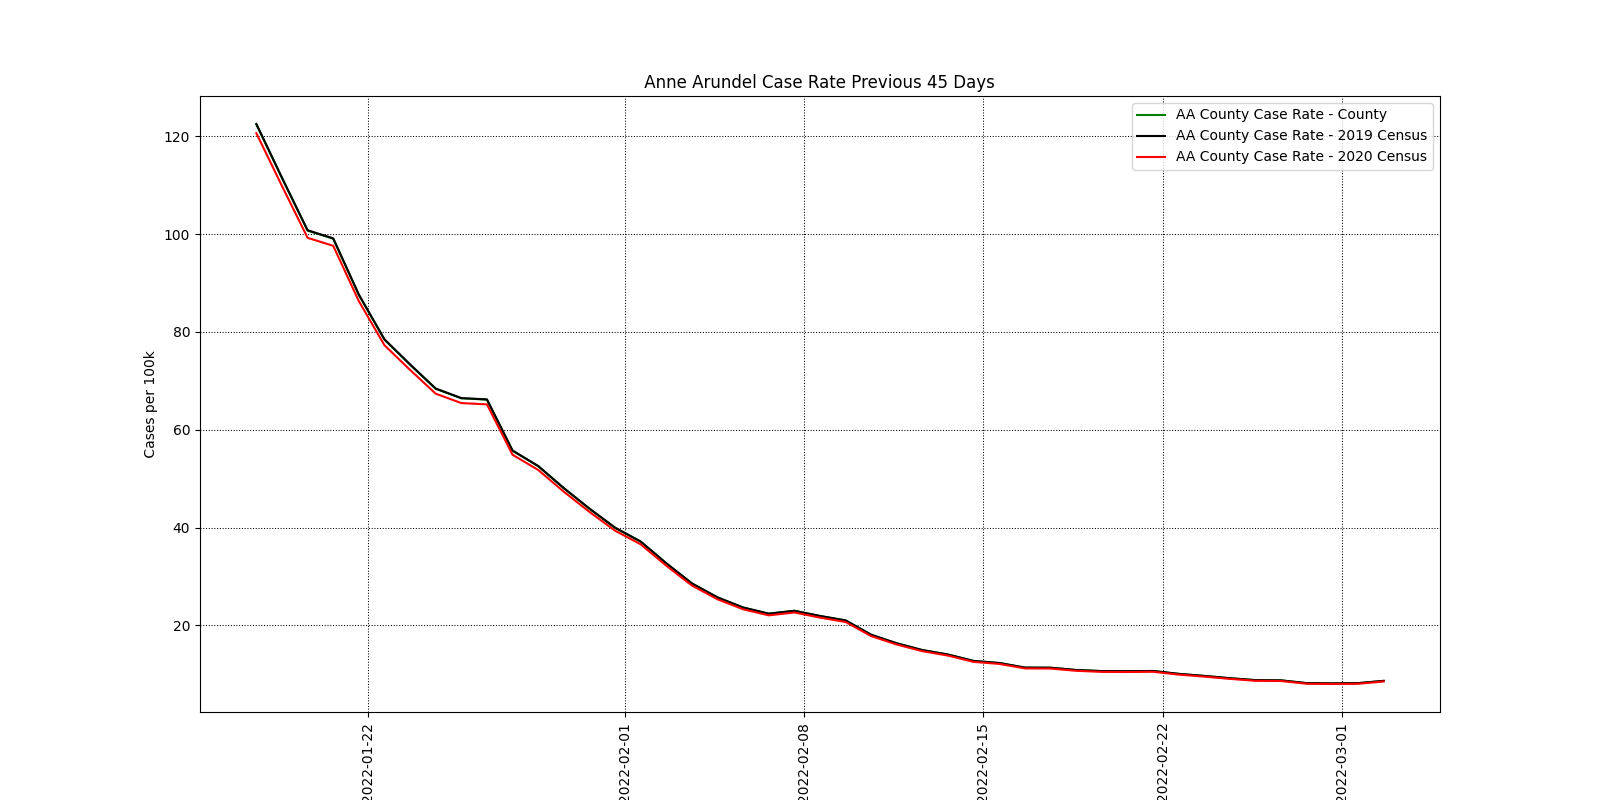 Anne Arundel Case Rate Previous 45 Days
AA County Case Rate - County
AA County Case Rate - 2019 Census
AA County Case Rate - 2020 Census
120
100
80
60
40
20
Cases per 100k
2022-01-22
2022-02-01
2022-02-08
2022-02-15
2022-02-22
2022-03-01